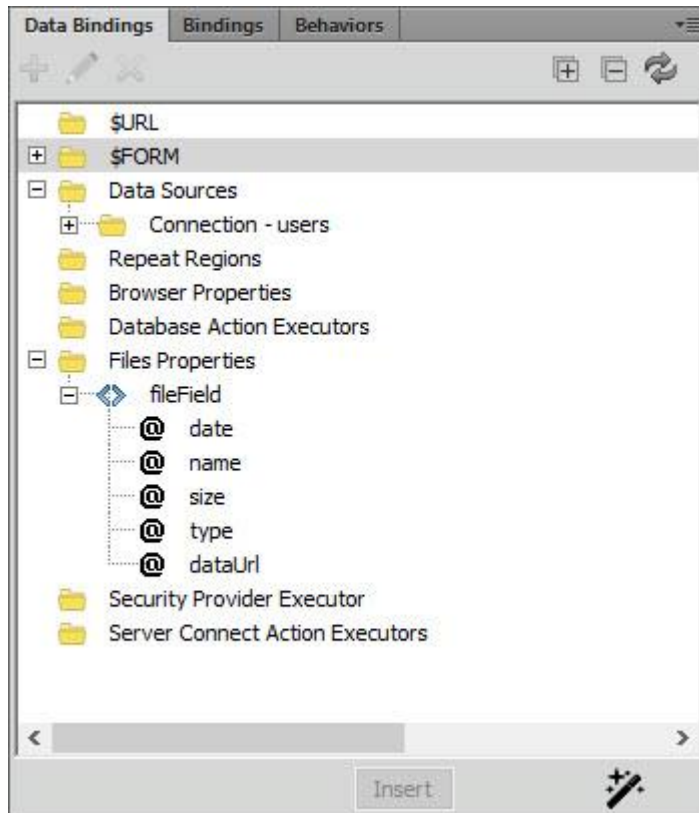 Data Bindings Bindings Behaviors
$URL
$FORM
Data Sources
Connection - users
Repeat Regions
Browser Properties
Database Action Executors
Files Properties
fileField
@ date
@ name
@ size
@ type
@ dataUrl
Security Provider Executor
Server Connect Action Executors
Insert